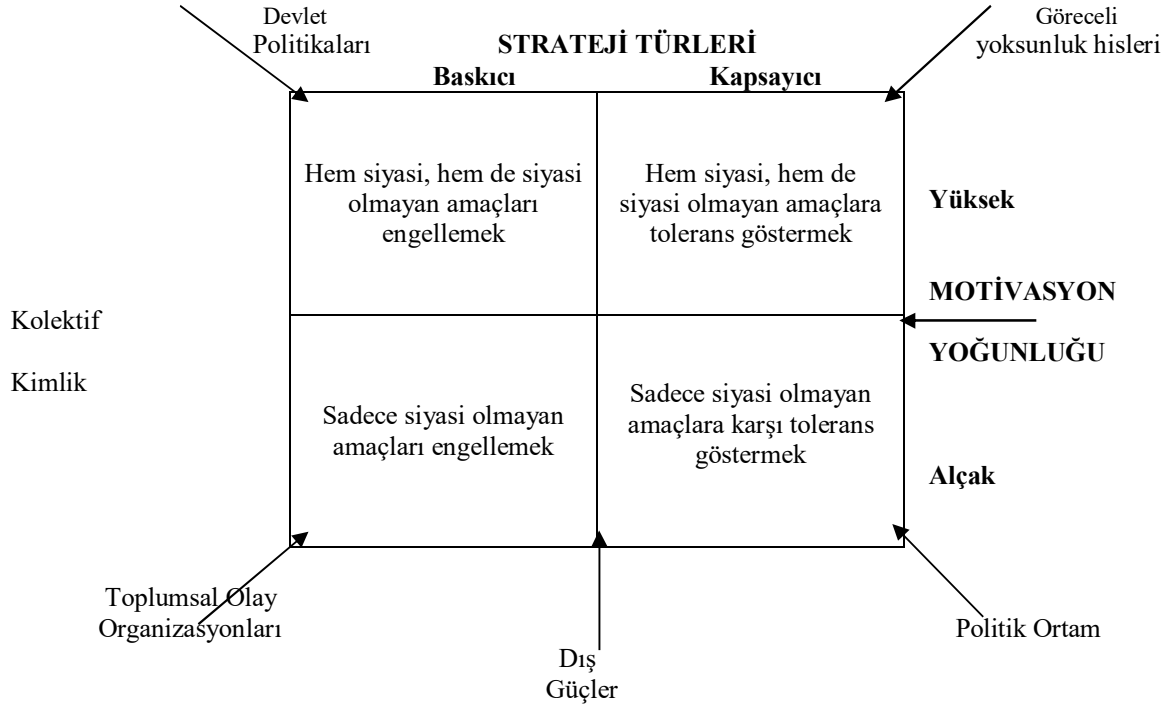 Devlet
Politikaları
Göreceli
yoksunluk hisleri
STRATEJİ TÜRLERİ
Baskıcı
Kapsayıcı
Hem siyasi, hem de siyasi
olmayan amaçları
engellemek
Hem siyasi, hem de
siyasi olmayan amaçlara
tolerans göstermek
Yüksek
MOTİVASYON
YOĞUNLUĞU
Kolektif
Kimlik
Sadece siyasi olmayan
amaçları engellemek
Sadece siyasi olmayan
amaçlara karşı tolerans
göstermek
Alçak
Toplumsal Olay
Organizasyonları
Dış
Güçler
Politik Ortam